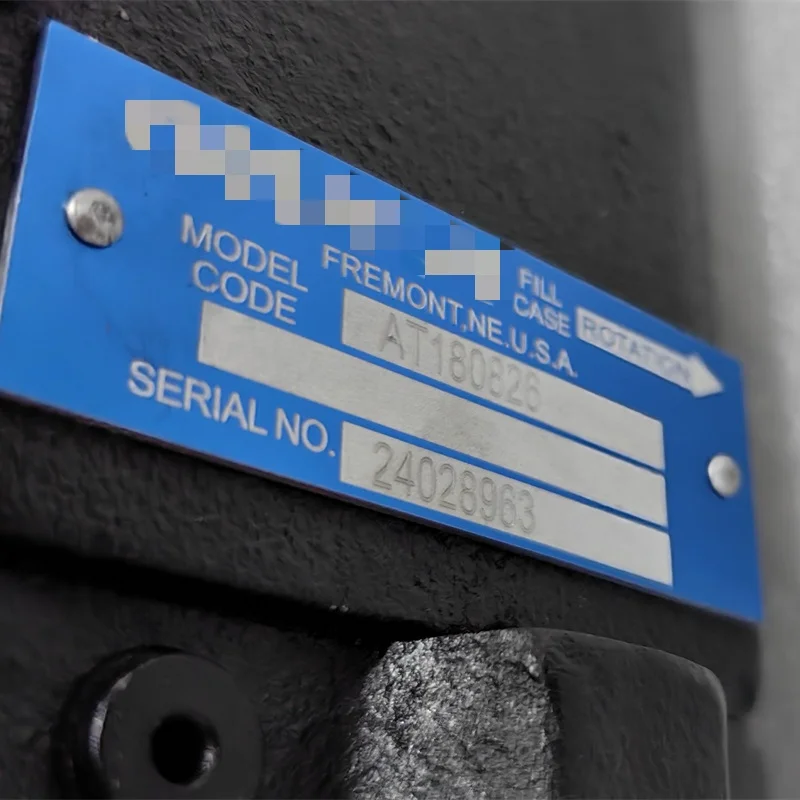 FREMONT,NE.U.S.A.
FILL
CASE
ROTATION
MODEL
CODE
AT180826
SERIAL NO.
24028963